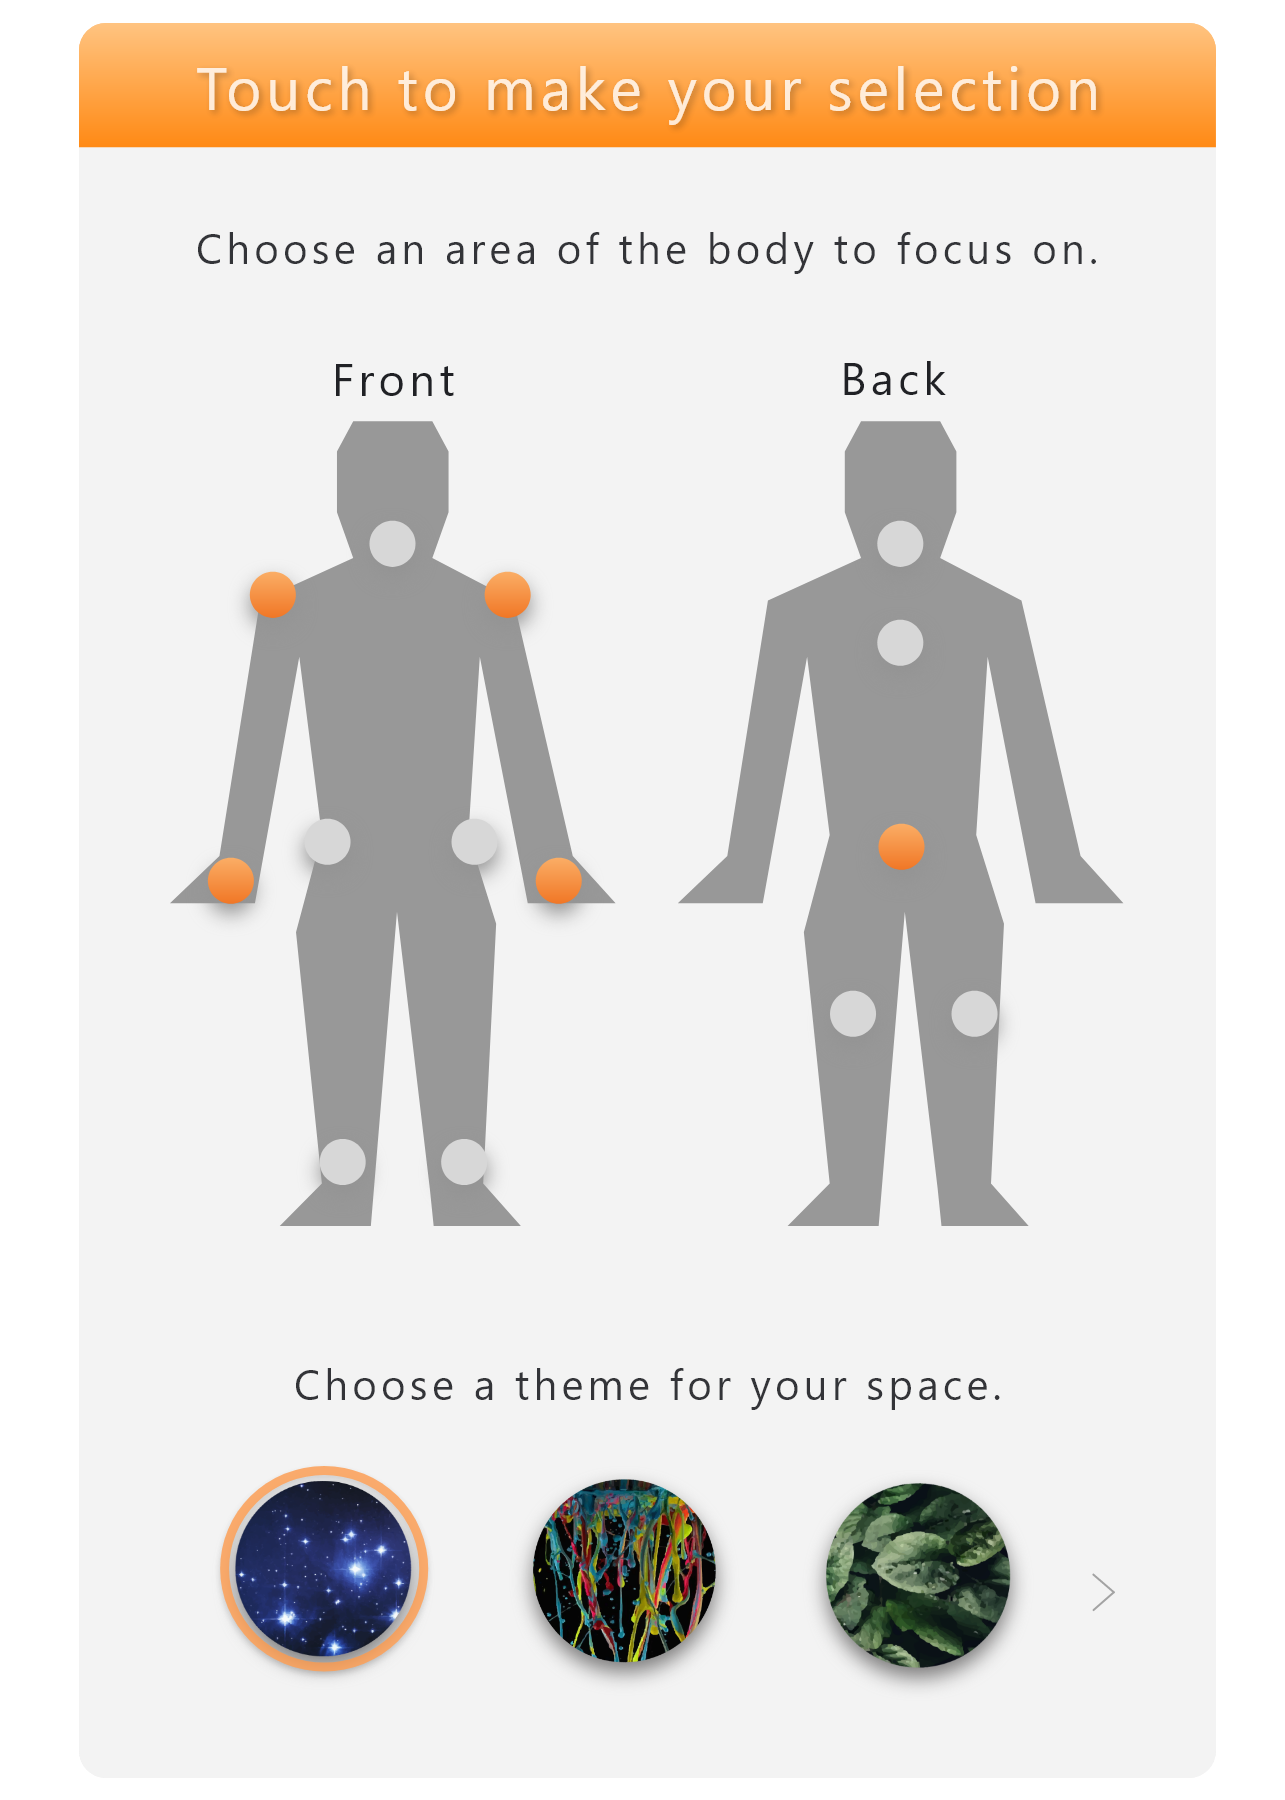 Touch to make your selection
Choose an area of the body to focus on.
Front
Back
Choose a theme for your space.